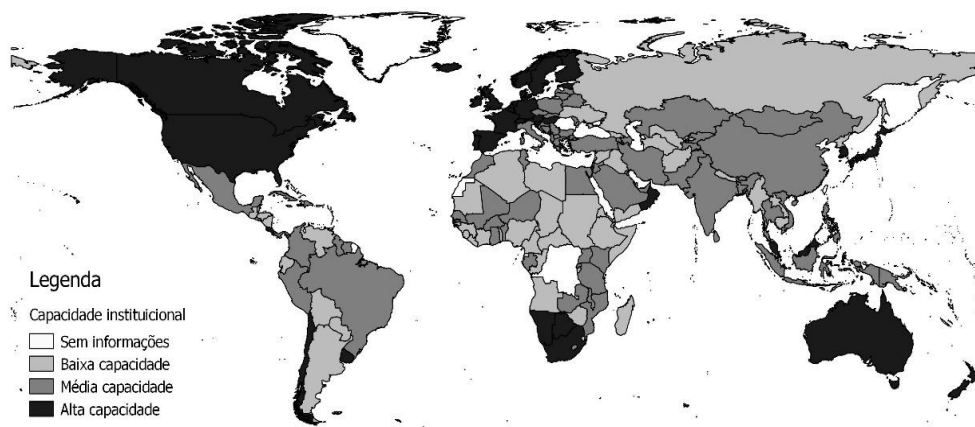 Legenda
Capacidade instituicional
Sem informações
Baixa capacidade
Média capacidade
Alta capacidade